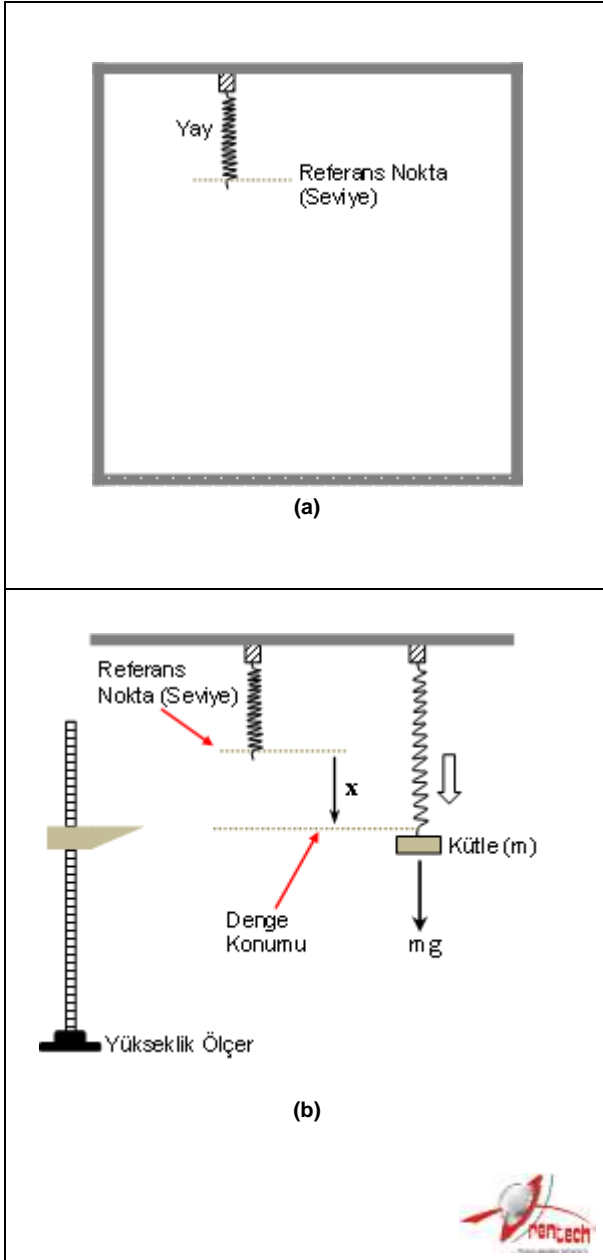 Yay
Referans Nokta
(Seviye)
(a)
Referans
Nokta (Seviye)
x
Kütle (m)
Denge
Konumu
mg
Yükseklik Ölçer
(b)
rentech